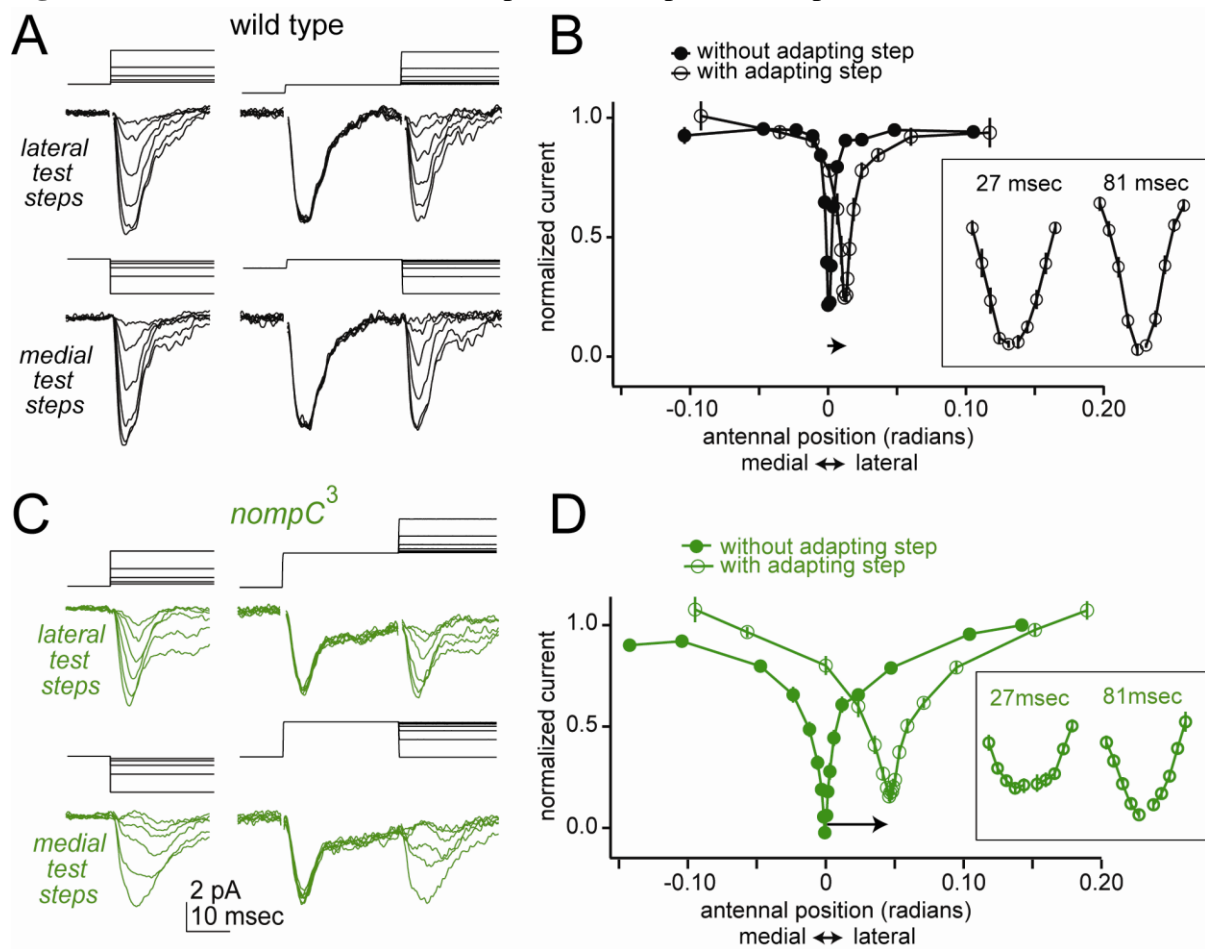 A
wild type
lateral
test
steps
medial
test
steps
B
without adapting step
with adapting step
normalized current
1.0
0.5
0.0
27 msec
81 msec
-0.10
0
0.10
0.20
antennal position (radians)
medial ↔ lateral
C
nompC³
lateral
test
steps
medial
test
steps
2 pA
10 msec
D
without adapting step
with adapting step
normalized current
1.0
0.5
0.0
27msec
81msec
-0.10
0
0.10
0.20
antennal position (radians)
medial ↔ lateral